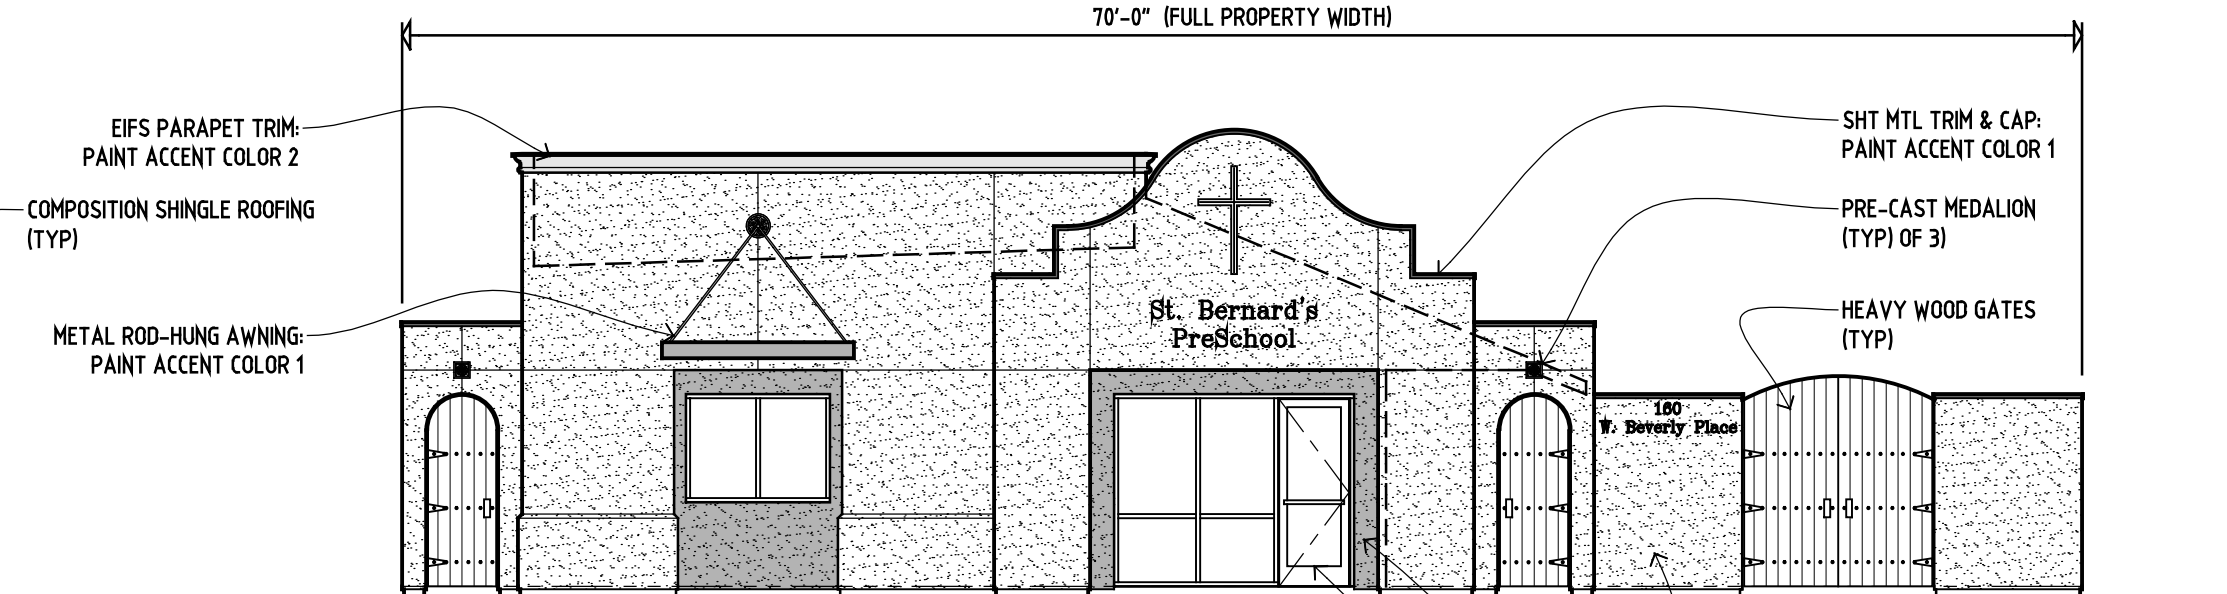 70'-0" (FULL PROPERTY WIDTH)
EIFS PARAPET TRIM:
PAINT ACCENT COLOR 2
COMPOSITION SHINGLE ROOFING
(TYP)
METAL ROD-HUNG AWNING:
PAINT ACCENT COLOR 1
St. Bernard's
PreSchool
SHT MTL TRIM & CAP:
PAINT ACCENT COLOR 1
PRE-CAST MEDALION
(TYP) OF 3)
HEAVY WOOD GATES
(TYP)
160
W. Beverly Place